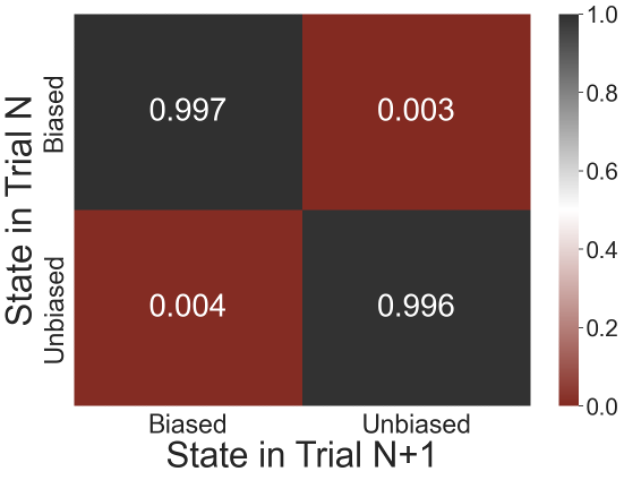 State in Trial N
Biased
Unbiased
0.997
0.003
0.004
0.996
Biased
Unbiased
State in Trial N+1
1.0
0.8
0.6
0.4
0.2
0.0